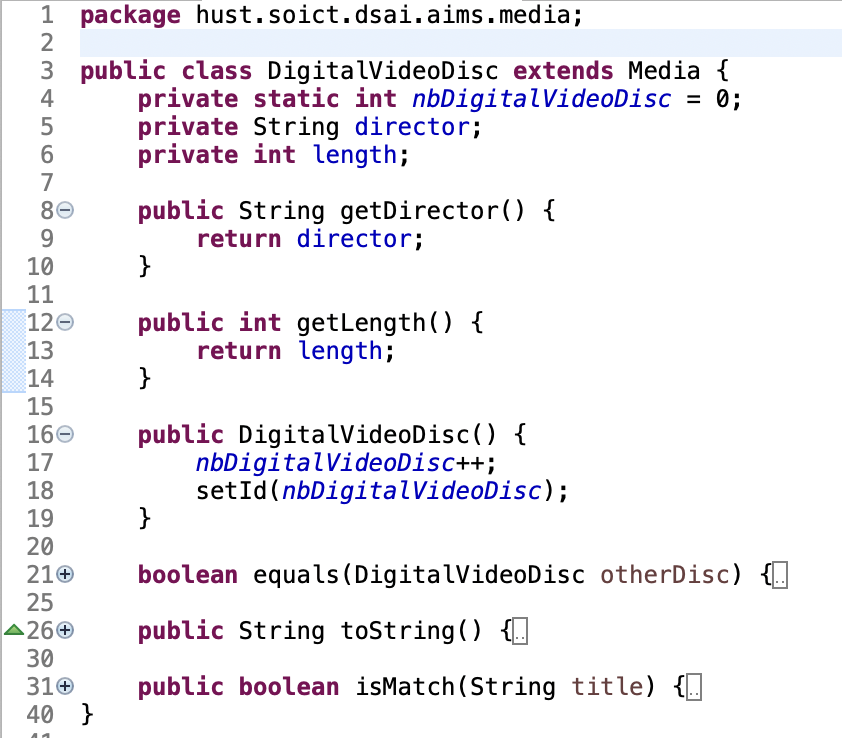 1 package hust.soict.dsai.aims.media;
2
3 public class DigitalVideoDisc extends Media {
4     private static int nbDigitalVideoDisc = 0;
5     private String director;
6     private int length;
7
8     public String getDirector() {
9         return director;
10     }
11
12     public int getLength() {
13         return length;
14     }
15
16     public DigitalVideoDisc() {
17         nbDigitalVideoDisc++;
18         setId(nbDigitalVideoDisc);
19     }
20
21     boolean equals(DigitalVideoDisc otherDisc) {..
25
26     public String toString() {..
30
31     public boolean isMatch(String title) {..
40 }